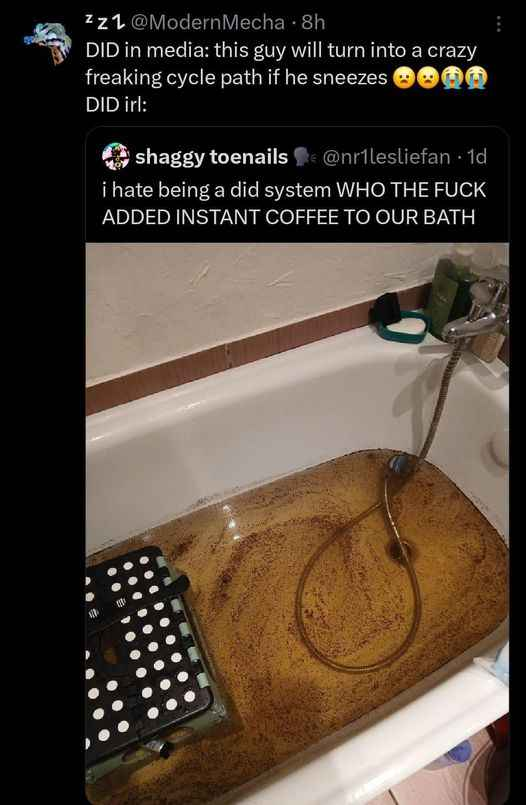 ᶻ z 1 @ModernMecha · 8h
DID in media: this guy will turn into a crazy
freaking cycle path if he sneezes 😦😦😭😭
DID irl:
shaggy toenails 🗣️ @nr1lesliefan · 1d
i hate being a did system WHO THE FUCK
ADDED INSTANT COFFEE TO OUR BATH